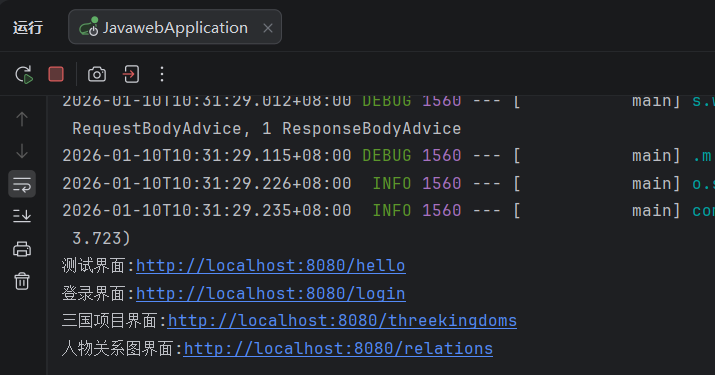 运行
JavawebApplication
2026-01-10T10:31:29.012+08:00 DEBUG 1560 --- [           main]
RequestBodyAdvice, 1 ResponseBodyAdvice
2026-01-10T10:31:29.115+08:00 DEBUG 1560 --- [           main] .m
2026-01-10T10:31:29.226+08:00  INFO 1560 --- [           main] o.s
2026-01-10T10:31:29.235+08:00  INFO 1560 --- [           main] con
3.723)
测试界面:http://localhost:8080/hello
登录界面:http://localhost:8080/login
三国项目界面:http://localhost:8080/threekingdoms
人物关系图界面:http://localhost:8080/relations